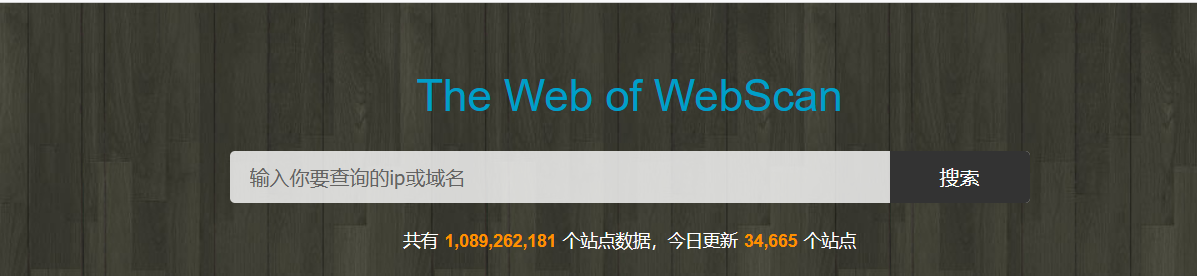 The Web of WebScan
输入你要查询的ip或域名
搜索
共有 1,089,262,181 个站点数据，今日更新 34,665 个站点